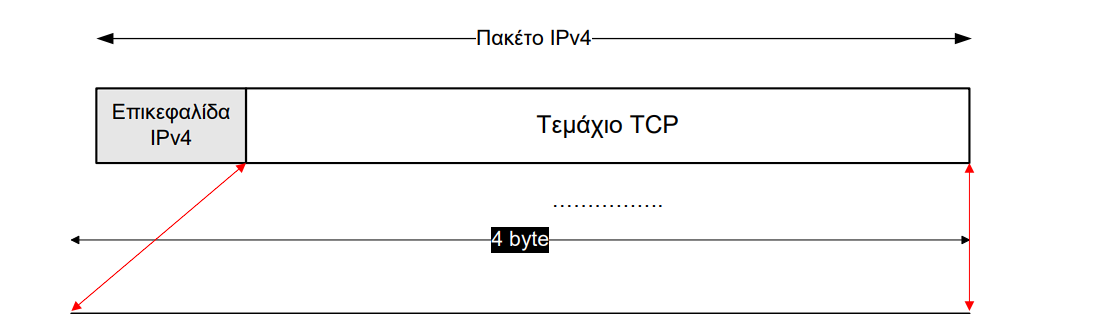 Πακέτο IPv4
Επικεφαλίδα
IPv4
Τεμάχιο TCP
................
4 byte